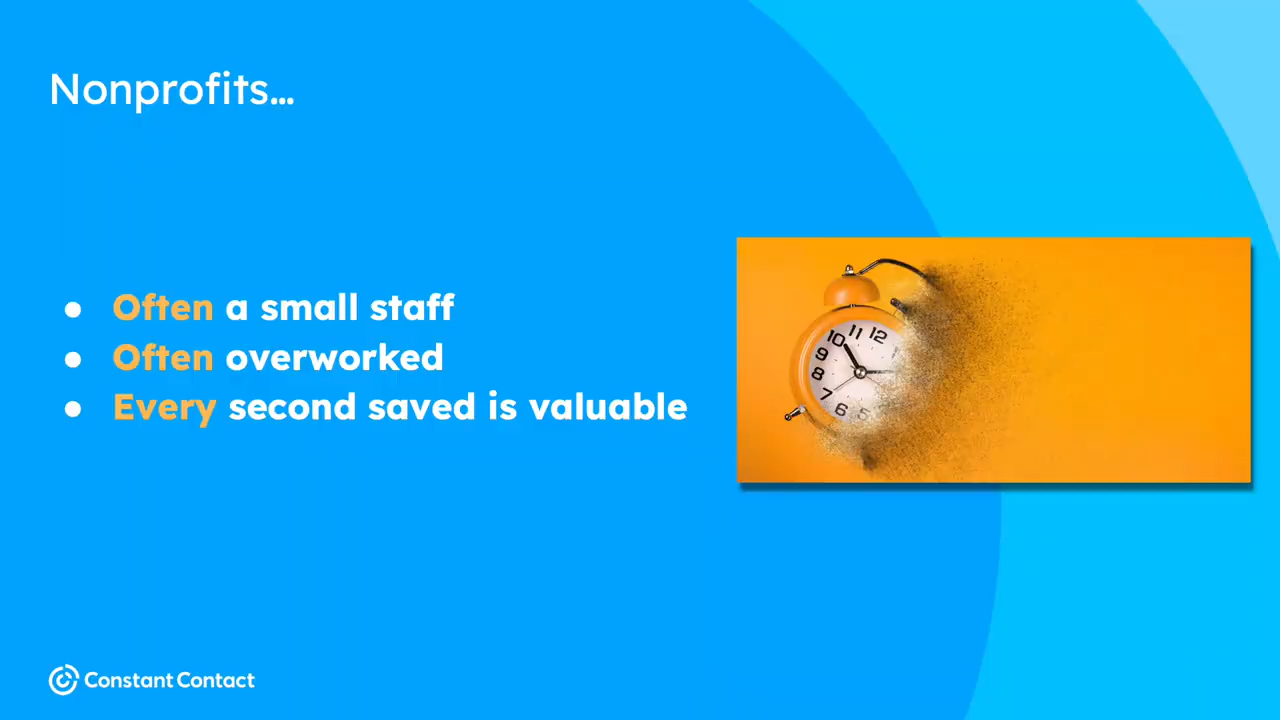 Nonprofits...
● Often a small staff
● Often overworked
● Every second saved is valuable
10 11 12
9
8
7
6 5
Constant Contact